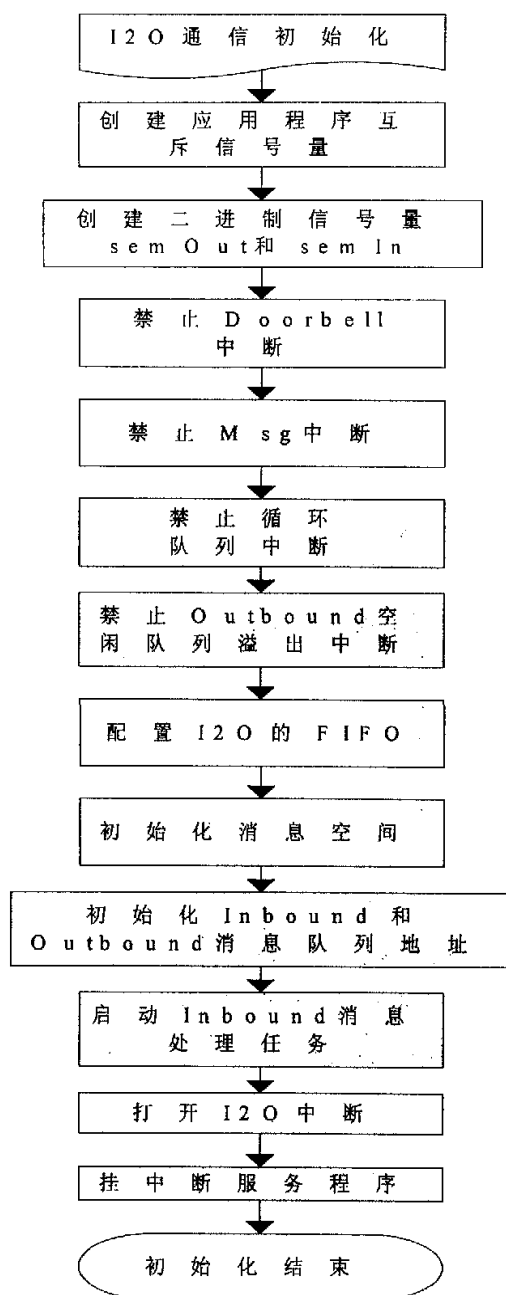 I2O通信初始化
创建应用程序互
斥信号量
创建二进制信号量
semOut和 semIn
禁止Doorbell
中断
禁止Msg中断
禁止循环
队列中断
禁止Outbound空
闲队列溢出中断
配置I2O的FIFO
初始化消息空间
初始化Inbound和
Outbound消息队列地址
启动Inbound消息
处理任务
打开I2O中断
挂中断服务程序
初始化结束